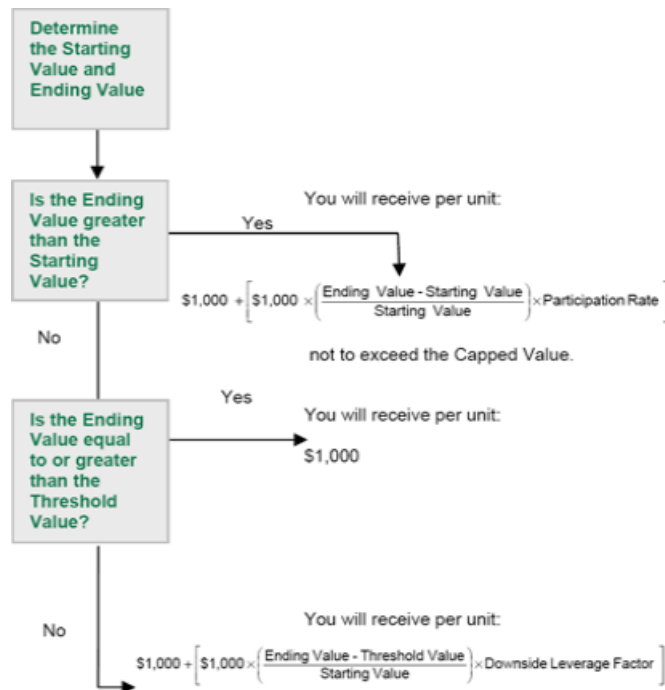 Determine
the Starting
Value and
Ending Value
Is the Ending
Value greater
than the
Starting
Value?
Yes
You will receive per unit:
$1,000 + [ $1,000 × ( Ending Value - Starting Value / Starting Value ) × Participation Rate ]
not to exceed the Capped Value.
No
Is the Ending
Value equal
to or greater
than the
Threshold
Value?
Yes
You will receive per unit:
$1,000
No
You will receive per unit:
$1,000 + [ $1,000 × ( Ending Value - Threshold Value / Starting Value ) × Downside Leverage Factor ]